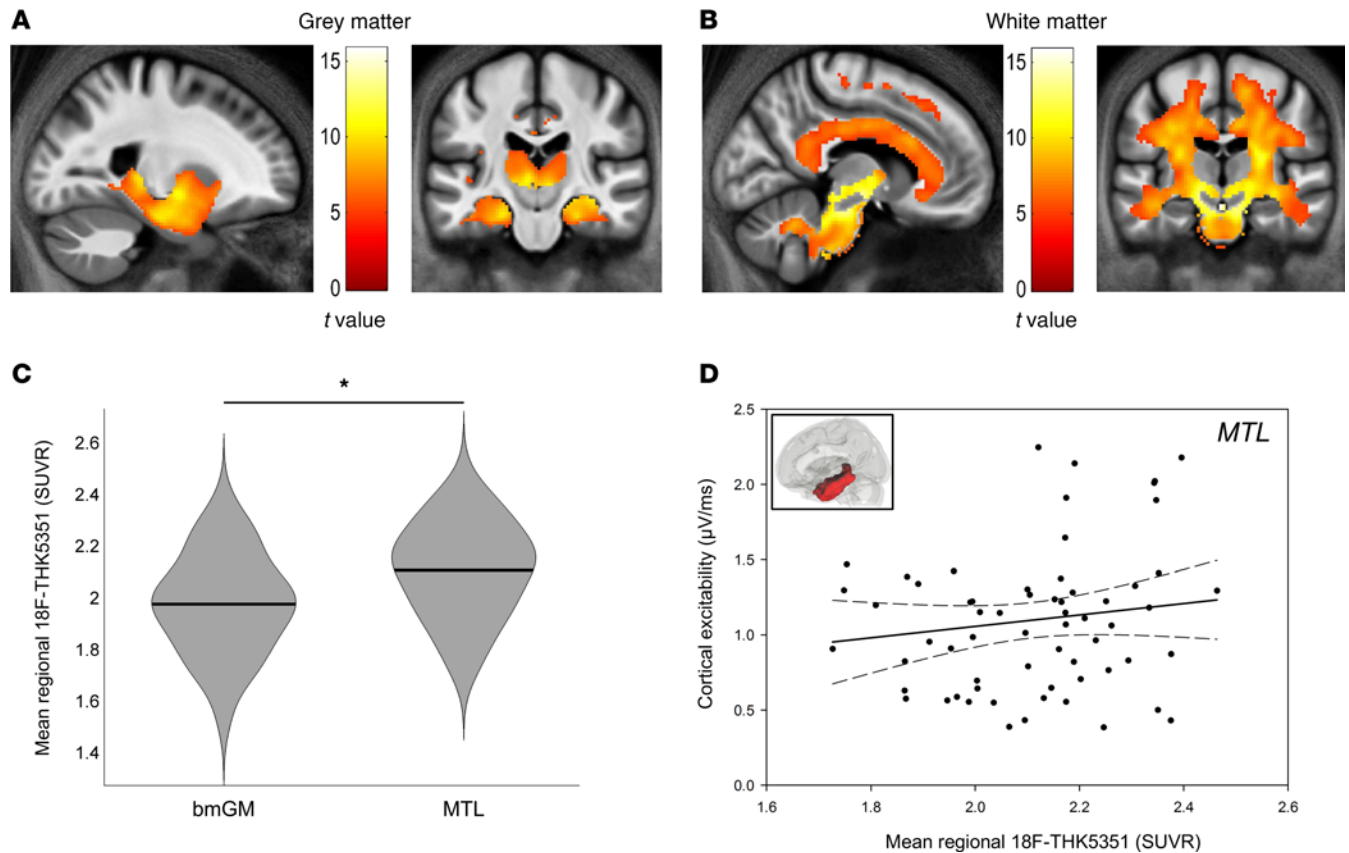 A
Grey matter
15
10
5
0
t value
B
White matter
15
10
5
0
t value
C
*
Mean regional 18F-THK5351 (SUVR)
2.6
2.4
2.2
2
1.8
1.6
1.4
bmGM
MTL
D
MTL
Cortical excitability (µV/ms)
2.5
2.0
1.5
1.0
0.5
0.0
1.6
1.8
2.0
2.2
2.4
2.6
Mean regional 18F-THK5351 (SUVR)